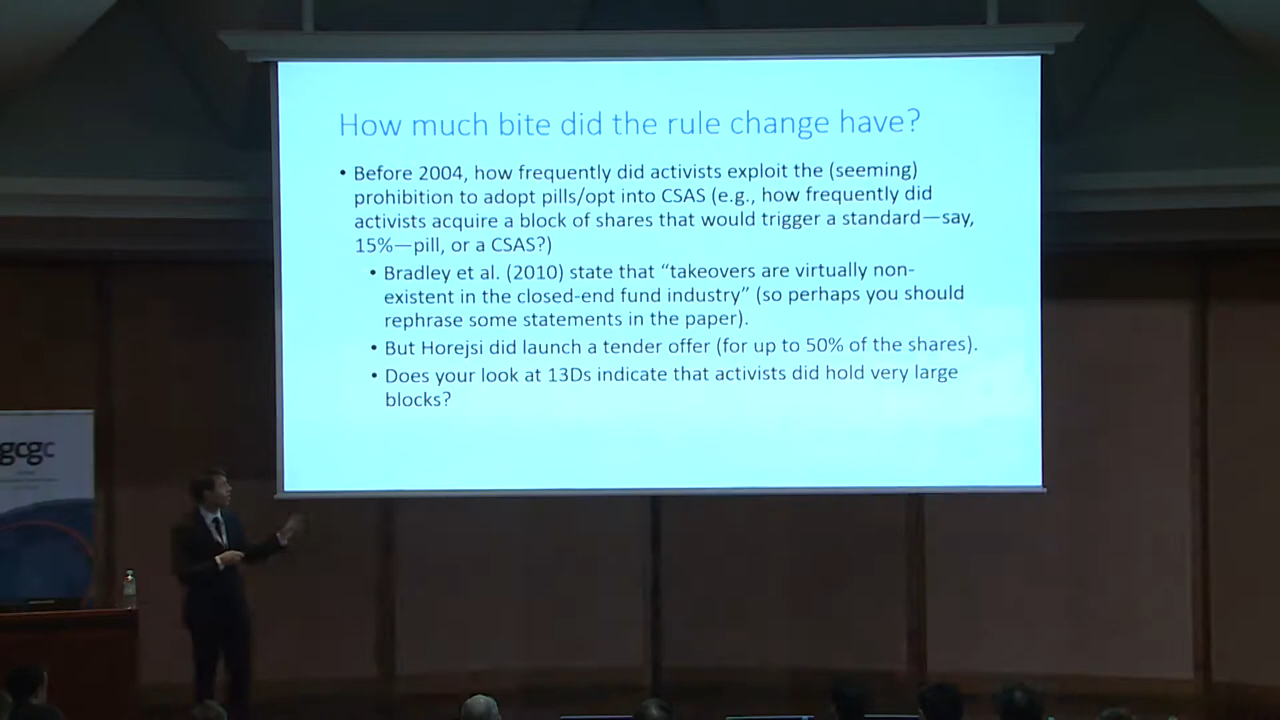 How much bite did the rule change have?
• Before 2004, how frequently did activists exploit the (seeming)
prohibition to adopt pills/opt into CSAS (e.g., how frequently did
activists acquire a block of shares that would trigger a standard—say,
15%—pill, or a CSAS?)
• Bradley et al. (2010) state that “takeovers are virtually non-
existent in the closed-end fund industry” (so perhaps you should
rephrase some statements in the paper).
• But Horejsi did launch a tender offer (for up to 50% of the shares).
• Does your look at 13Ds indicate that activists did hold very large
blocks?
gcgc